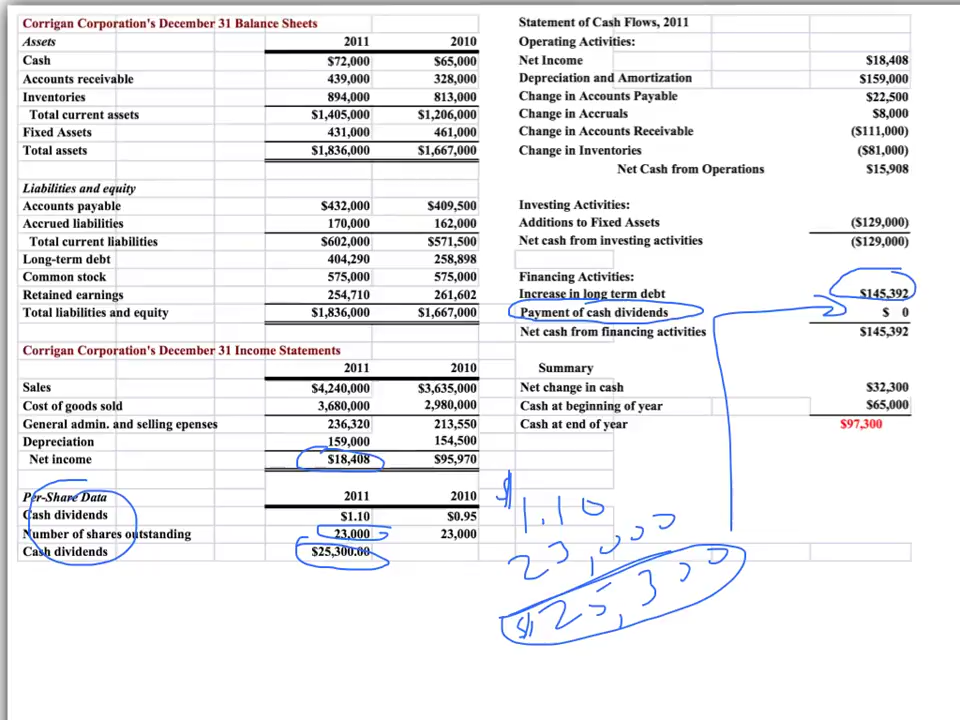 Corrigan Corporation's December 31 Balance Sheets
Assets 2011 2010
Cash $72,000 $65,000
Accounts receivable 439,000 328,000
Inventories 894,000 813,000
Total current assets $1,405,000 $1,206,000
Fixed Assets 431,000 461,000
Total assets $1,836,000 $1,667,000
Liabilities and equity
Accounts payable $432,000 $409,500
Accrued liabilities 170,000 162,000
Total current liabilities $602,000 $571,500
Long-term debt 404,290 258,898
Common stock 575,000 575,000
Retained earnings 254,710 261,602
Total liabilities and equity $1,836,000 $1,667,000
Corrigan Corporation's December 31 Income Statements
2011 2010
Sales $4,240,000 $3,635,000
Cost of goods sold 3,680,000 2,980,000
General admin. and selling epenses 236,320 213,550
Depreciation 159,000 154,500
Net income $18,408 $95,970
Per-Share Data 2011 2010
Cash dividends $1.10 $0.95
Number of shares outstanding 23,000 23,000
Cash dividends $25,300.00
Statement of Cash Flows, 2011
Operating Activities:
Net Income $18,408
Depreciation and Amortization $159,000
Change in Accounts Payable $22,500
Change in Accruals $8,000
Change in Accounts Receivable ($111,000)
Change in Inventories ($81,000)
Net Cash from Operations $15,908
Investing Activities:
Additions to Fixed Assets ($129,000)
Net cash from investing activities ($129,000)
Financing Activities:
Increase in long term debt $145,392
Payment of cash dividends $ 0
Net cash from financing activities $145,392
Summary
Net change in cash $32,300
Cash at beginning of year $65,000
Cash at end of year $97,300
$1.10
23,000
$25,300